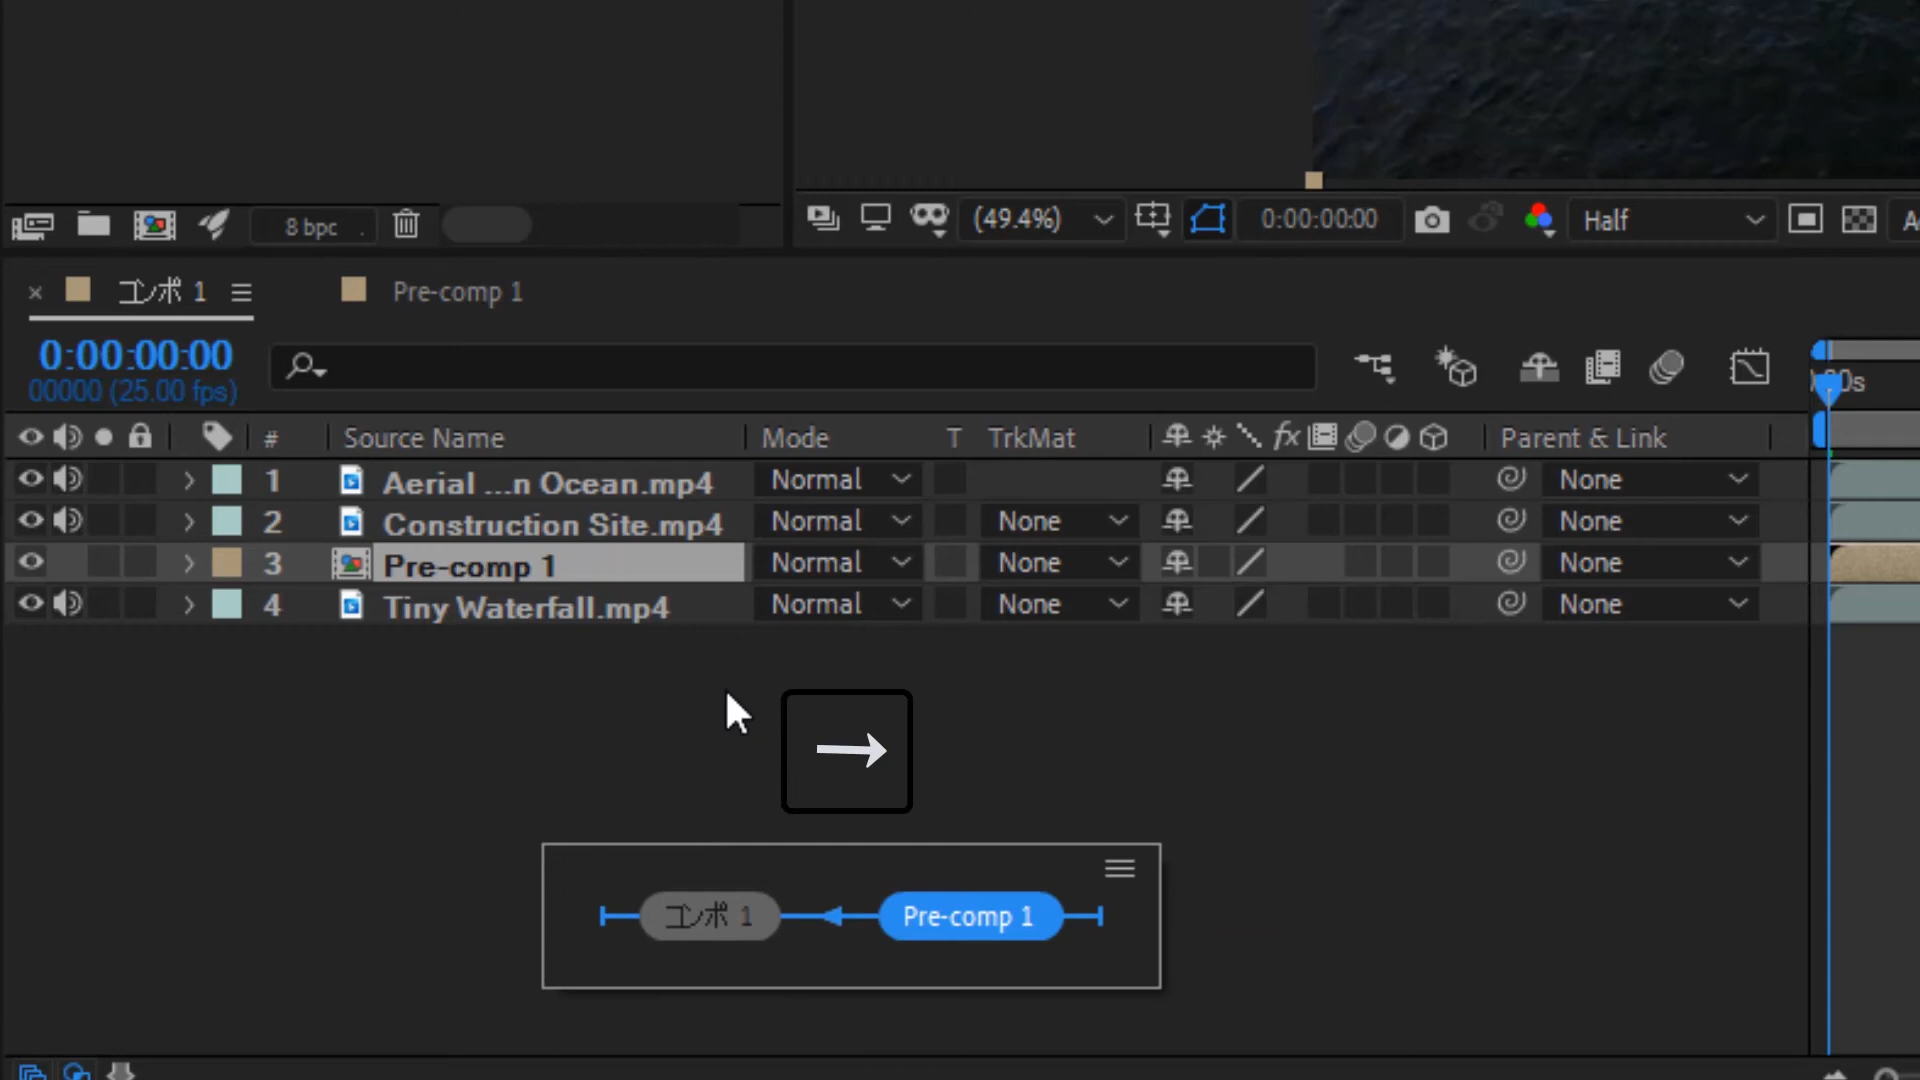 8 bpc
(49.4%)
0:00:00:00
Half
コンポ 1
Pre-comp 1
0:00:00:00
00000 (25.00 fps)
# Source Name Mode T TrkMat fx Parent & Link
1 Aerial ...n Ocean.mp4 Normal None
2 Construction Site.mp4 Normal None None
3 Pre-comp 1 Normal None None
4 Tiny Waterfall.mp4 Normal None None
コンポ 1
Pre-comp 1